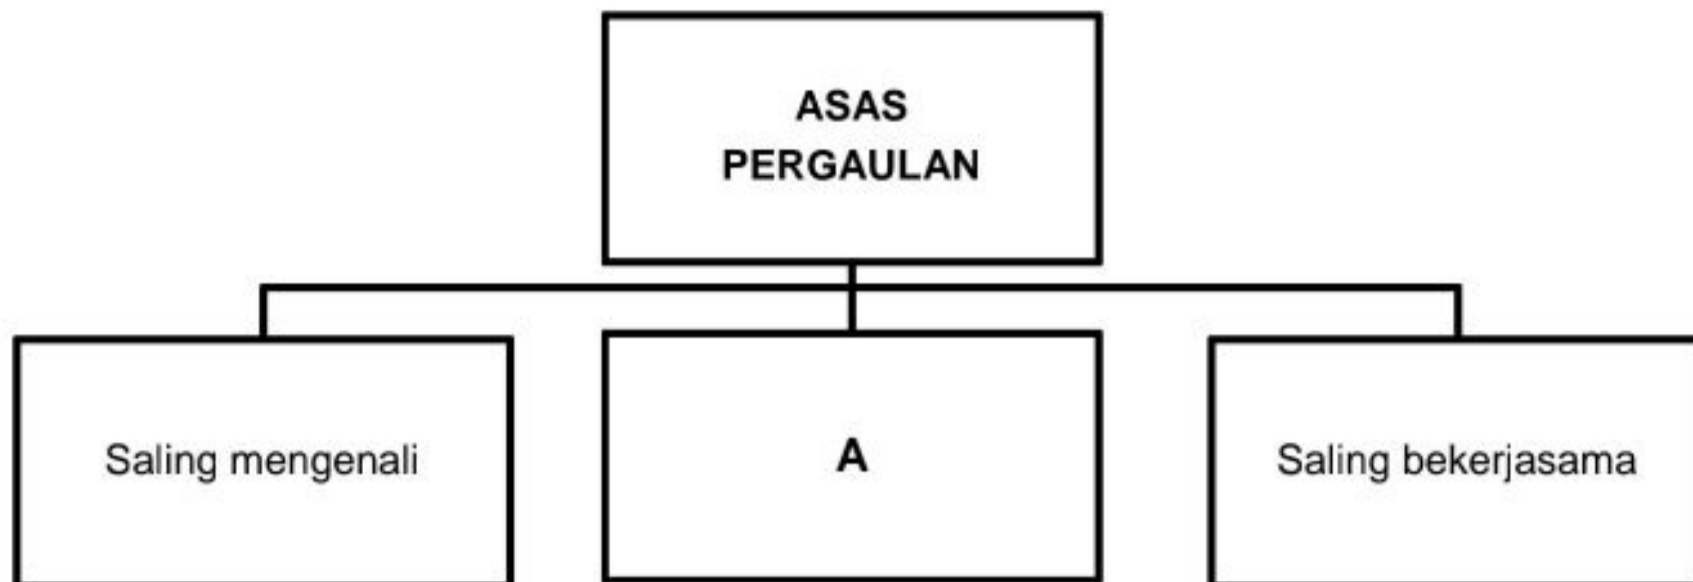 ASAS
PERGAULAN
Saling mengenali
A
Saling bekerjasama